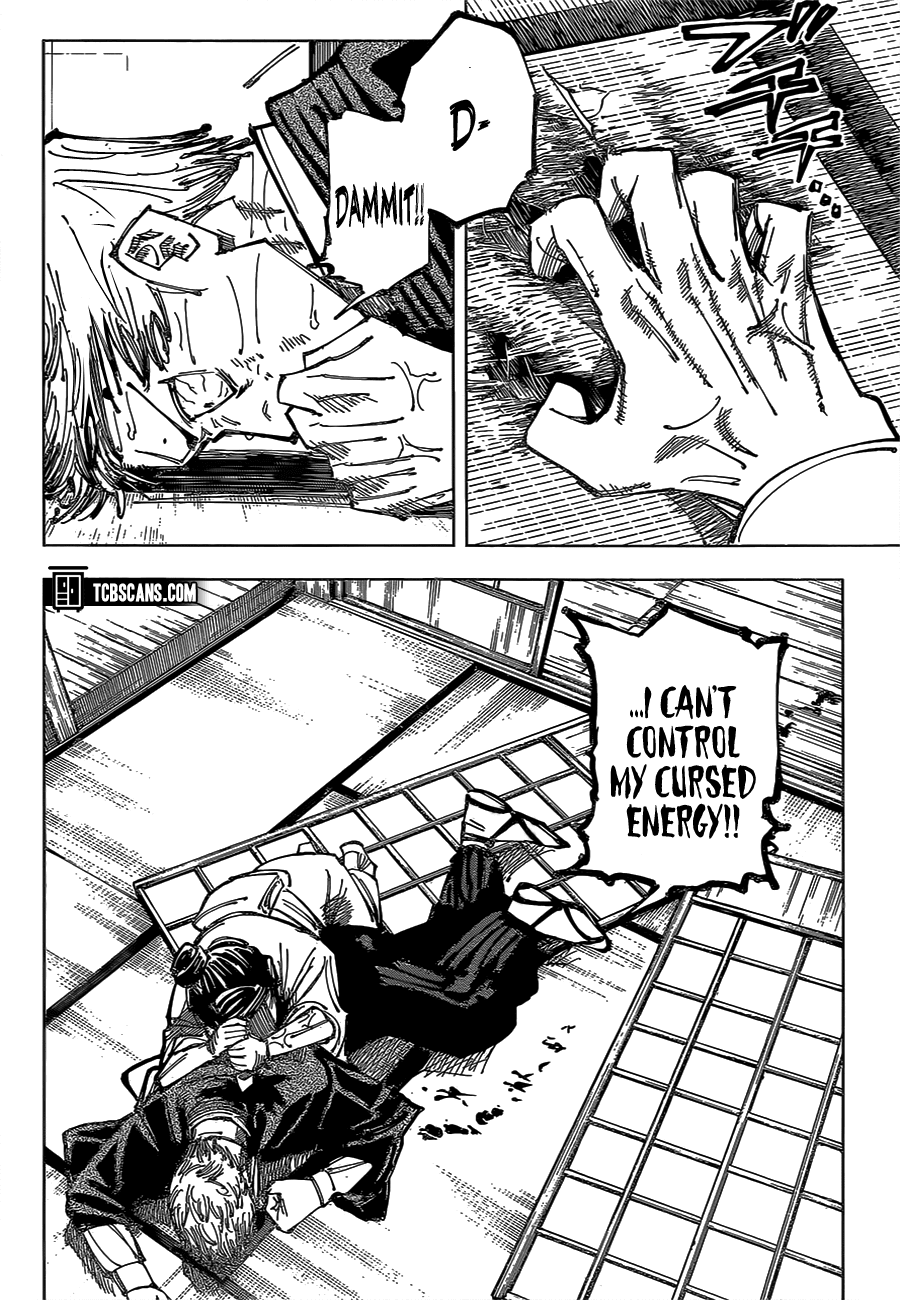 D-
DAMMIT!!
TCBSCANS.COM
...I CAN'T
CONTROL
MY CURSED
ENERGY!!